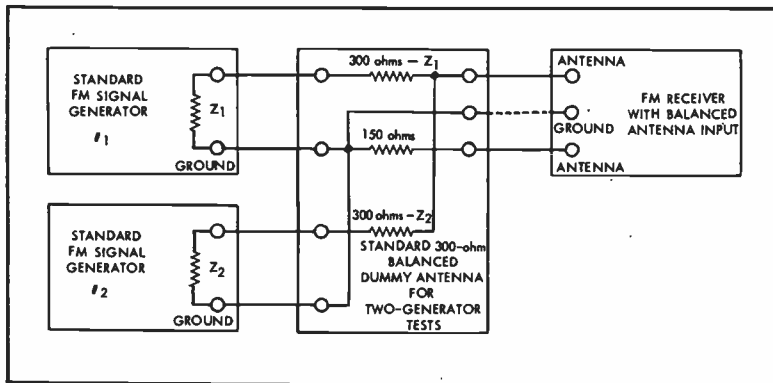 STANDARD
FM SIGNAL
GENERATOR
#1
Z1
GROUND
STANDARD
FM SIGNAL
GENERATOR
#2
Z2
GROUND
300 ohms – Z1
150 ohms
300 ohms – Z2
STANDARD 300-ohm
BALANCED
DUMMY ANTENNA
FOR
TWO-GENERATOR
TESTS
ANTENNA
GROUND
ANTENNA
FM RECEIVER
WITH BALANCED
ANTENNA INPUT